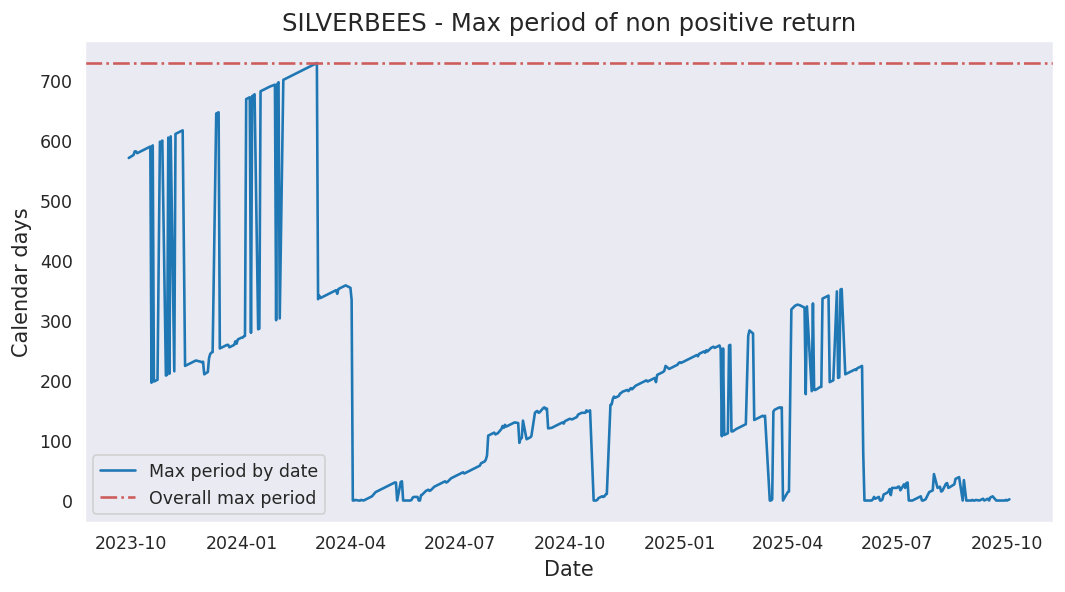 SILVERBEES - Max period of non positive return
Calendar days
700
600
500
400
300
200
100
0
Max period by date
Overall max period
2023-10 2024-01 2024-04 2024-07 2024-10 2025-01 2025-04 2025-07 2025-10
Date